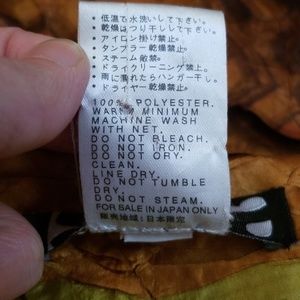 ・低温で水洗いして下さい。
・乾燥はつり干しして下さい。
・アイロン掛け禁止。
・タンブラー乾燥禁止。
・スチーム厳禁。
・ドライクリーニング禁止。
・雨に濡れたらハンガー干し。
・ドライヤー乾燥禁止。
100% POLYESTER.
WARM MINIMUM
MACHINE WASH
WITH NET.
DO NOT BLEACH.
DO NOT IRON.
DO NOT ORY
CLEAN.
LINE DRY.
DO NOT TUMBLE
DRY.
DO NOT STEAM.
FOR SALE IN JAPAN ONLY
販売地域:日本限定